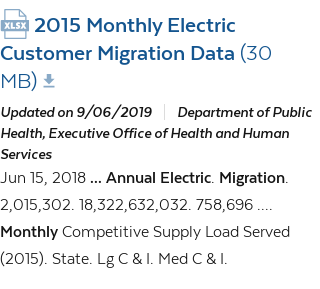 XLSX 2015 Monthly Electric
Customer Migration Data (30
MB)
Updated on 9/06/2019 Department of Public
Health, Executive Office of Health and Human
Services
Jun 15, 2018 ... Annual Electric. Migration.
2,015,302. 18,322,632,032. 758,696 ....
Monthly Competitive Supply Load Served
(2015). State. Lg C & I. Med C & I.